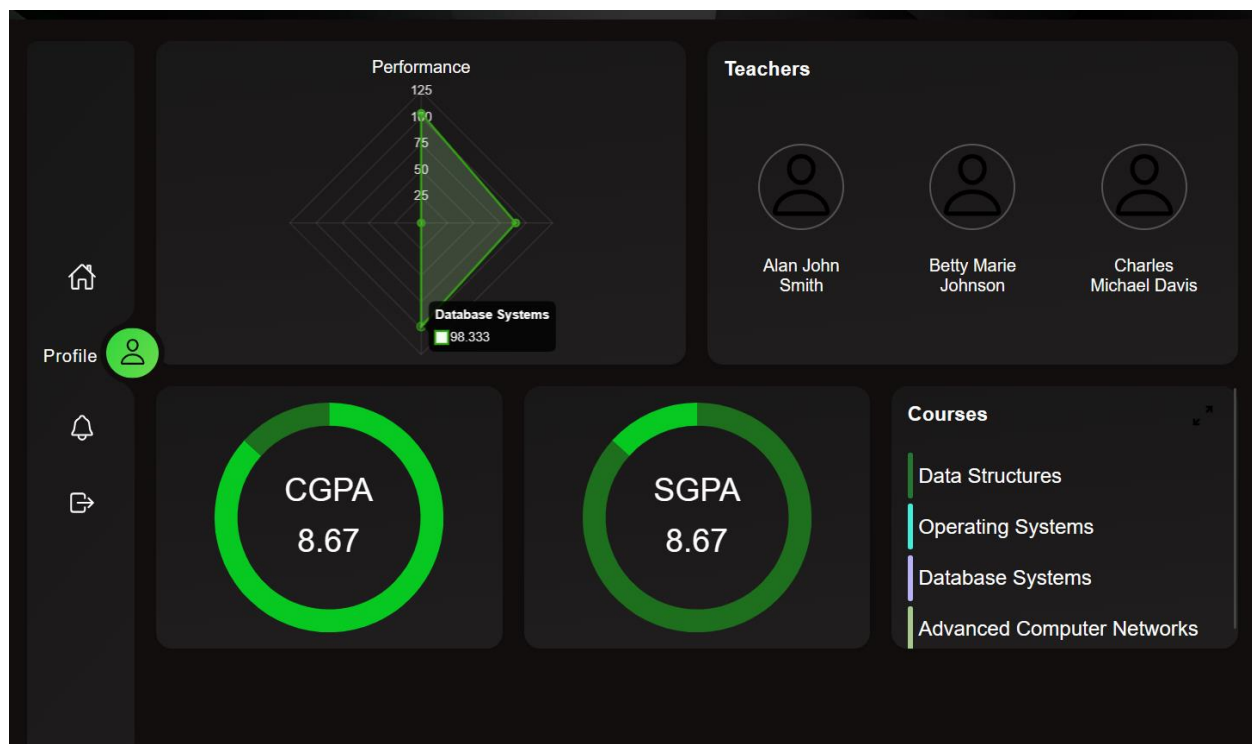 Performance
125
100
75
50
25
Database Systems
98.333
Teachers
Alan John
Smith
Betty Marie
Johnson
Charles
Michael Davis
Profile
CGPA
8.67
SGPA
8.67
Courses
Data Structures
Operating Systems
Database Systems
Advanced Computer Networks